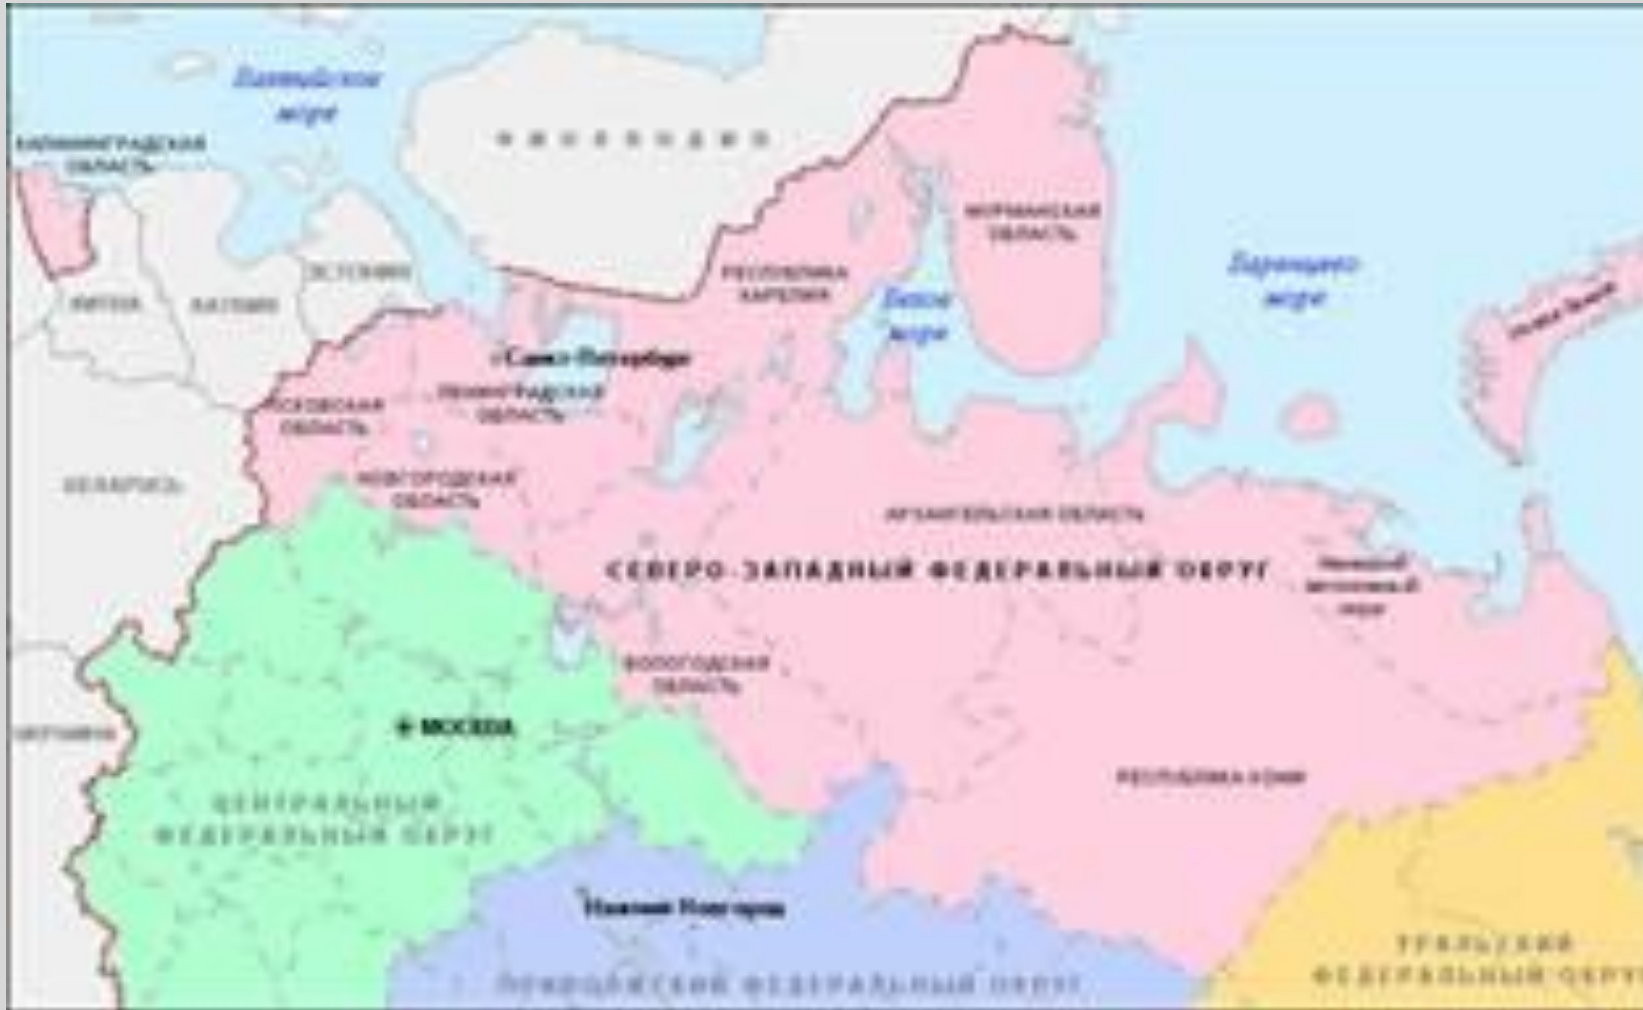 Балтийское
море
КАЛИНИНГРАДСКАЯ
ОБЛАСТЬ
ФИНЛЯНДИЯ
МУРМАНСКАЯ
ОБЛАСТЬ
ЭСТОНИЯ
ЛАТВИЯ
ЛИТВА
РЕСПУБЛИКА
КАРЕЛИЯ
Белое
море
Баренцево
море
Новая Земля
Санкт-Петербург
ЛЕНИНГРАДСКАЯ
ОБЛАСТЬ
ПСКОВСКАЯ
ОБЛАСТЬ
НОВГОРОДСКАЯ
ОБЛАСТЬ
БЕЛАРУСЬ
АРХАНГЕЛЬСКАЯ ОБЛАСТЬ
СЕВЕРО-ЗАПАДНЫЙ ФЕДЕРАЛЬНЫЙ ОКРУГ
Ненецкий
автономный
округ
ВОЛОГОДСКАЯ
ОБЛАСТЬ
МОСКВА
РЕСПУБЛИКА КОМИ
ЦЕНТРАЛЬНЫЙ
ФЕДЕРАЛЬНЫЙ ОКРУГ
Нижний Новгород
ПРИВОЛЖСКИЙ ФЕДЕРАЛЬНЫЙ ОКРУГ
УРАЛЬСКИЙ
ФЕДЕРАЛЬНЫЙ ОКРУГ